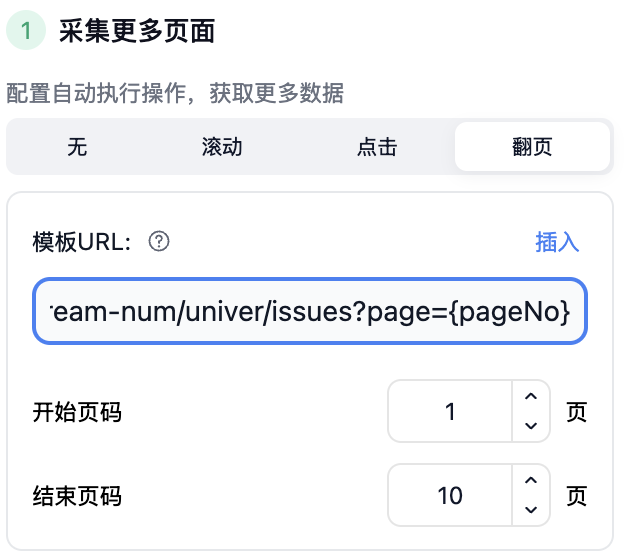 1 采集更多页面
配置自动执行操作，获取更多数据
无 滚动 点击 翻页
模板URL: ? 插入
eam-num/univer/issues?page={pageNo}
开始页码 1 页
结束页码 10 页